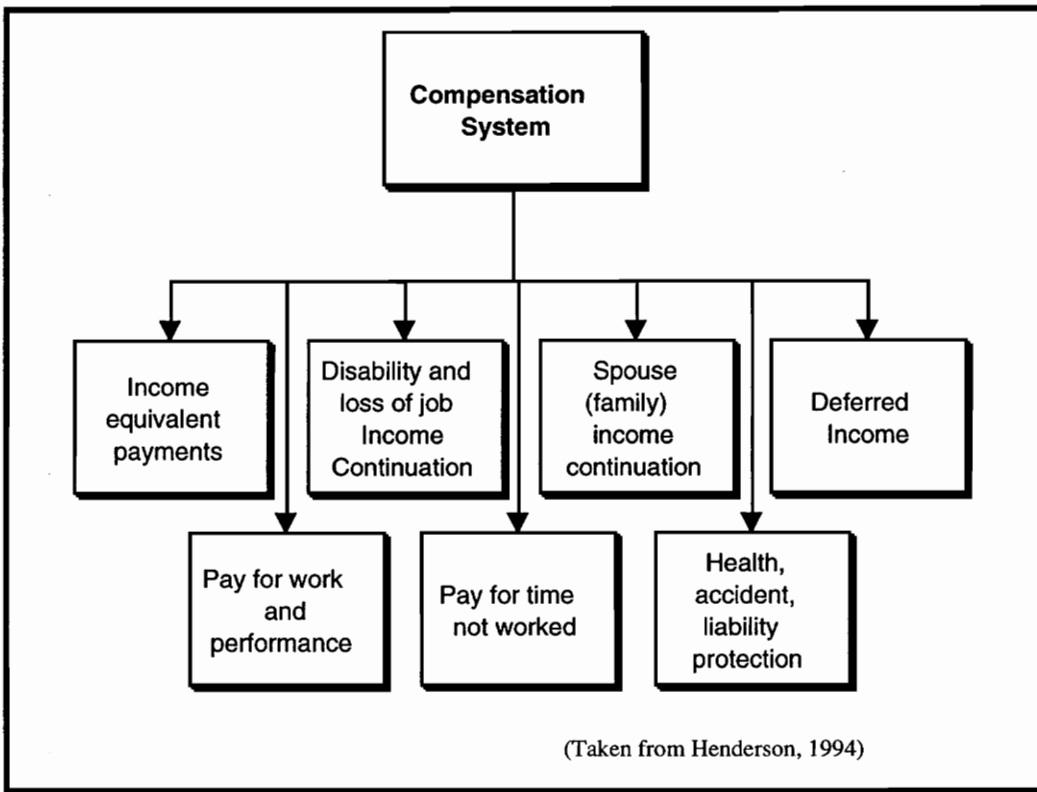 Compensation
System
Income
equivalent
payments
Disability and
loss of job
Income
Continuation
Spouse
(family)
income
continuation
Deferred
Income
Pay for work
and
performance
Pay for time
not worked
Health,
accident,
liability
protection
(Taken from Henderson, 1994)